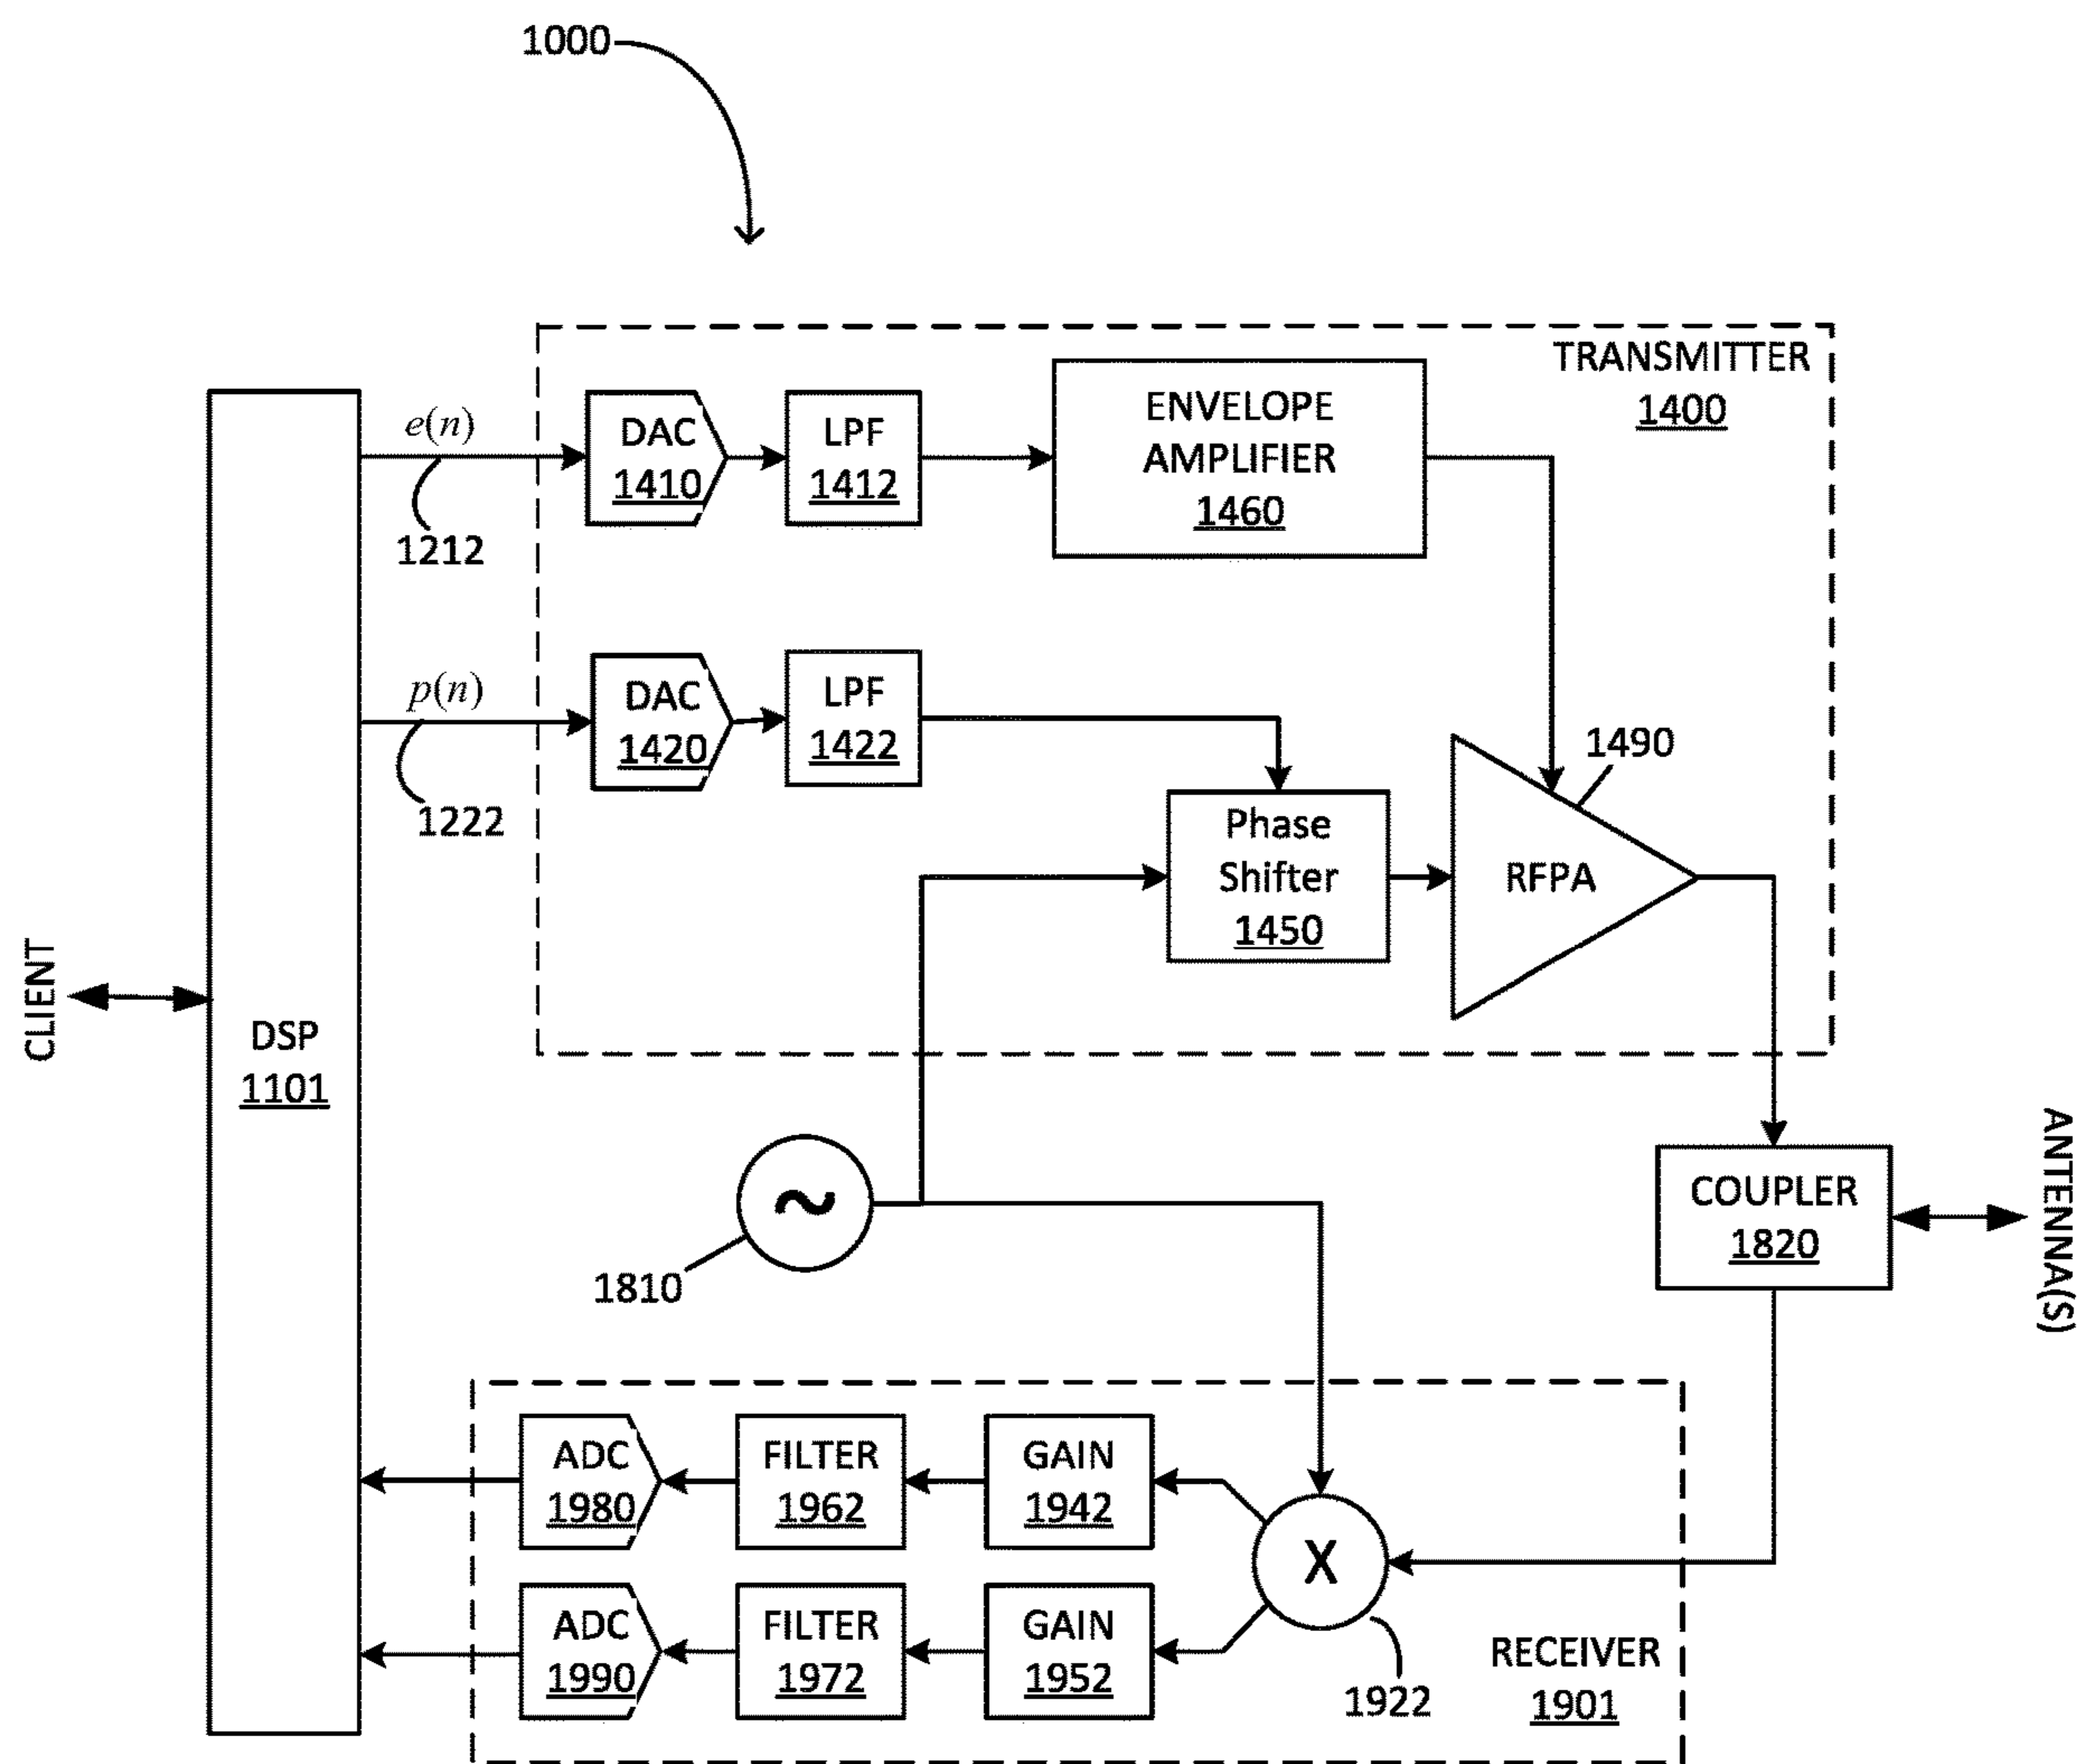 1000
TRANSMITTER
1400
e(n)
1212
DAC
1410
LPF
1412
ENVELOPE
AMPLIFIER
1460
p(n)
1222
DAC
1420
LPF
1422
Phase
Shifter
1450
1490
RFPA
CLIENT
DSP
1101
~
1810
COUPLER
1820
ANTENNA(S)
ADC
1980
FILTER
1962
GAIN
1942
X
1922
ADC
1990
FILTER
1972
GAIN
1952
RECEIVER
1901